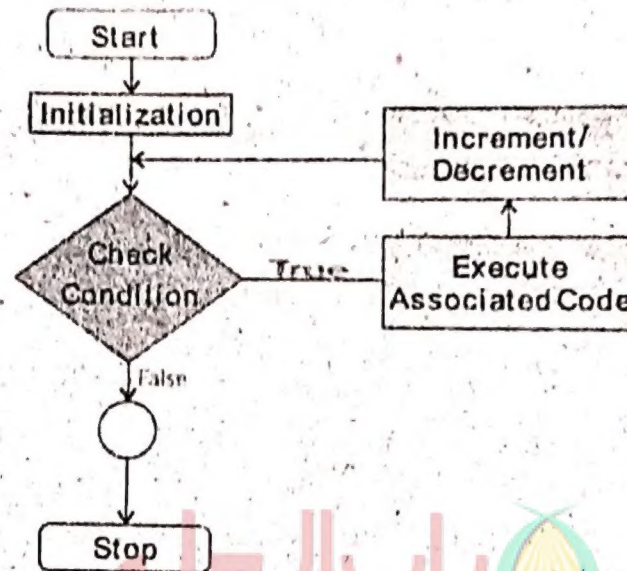 Start
Initialization
Increment/
Decrement
Check
Condition
True
Execute
Associated Code
False
Stop